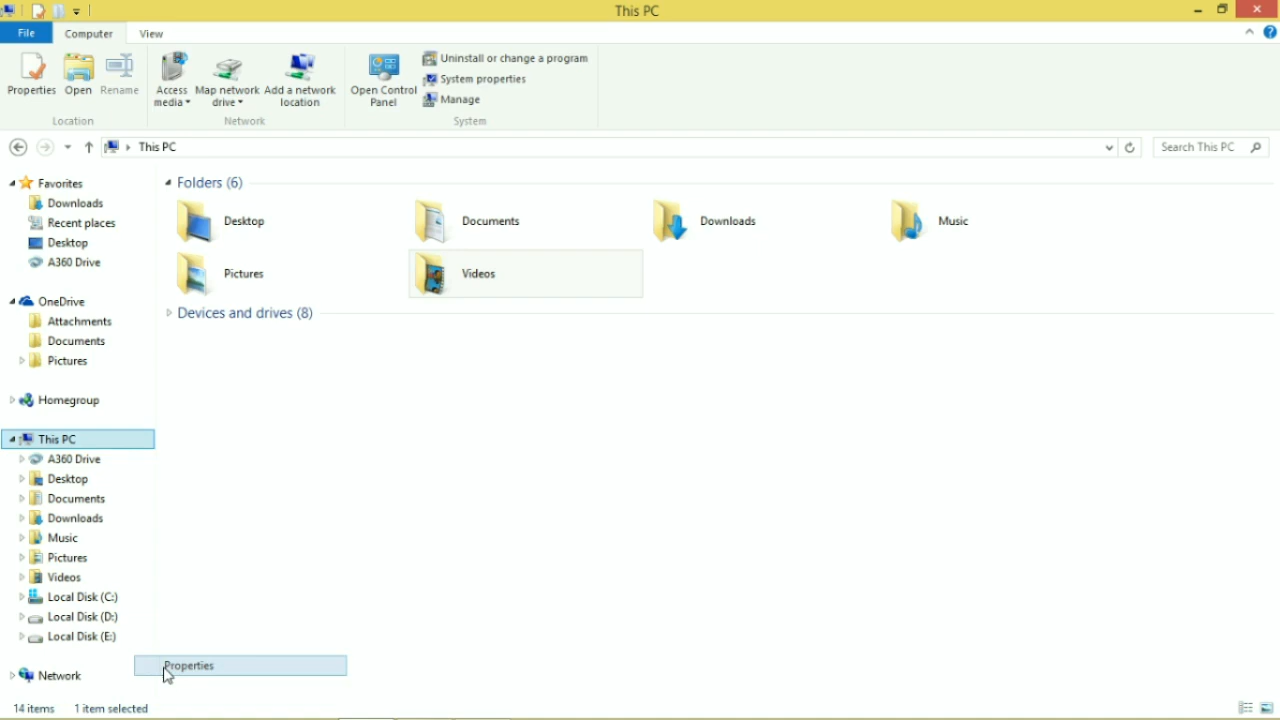 This PC
File Computer View
Properties Open Rename Access media Map network drive Add a network location Open Control Panel
Uninstall or change a program
System properties
Manage
Location Network System
This PC Search This PC
Favorites
Downloads
Recent places
Desktop
A360 Drive
OneDrive
Attachments
Documents
Pictures
Homegroup
This PC
A360 Drive
Desktop
Documents
Downloads
Music
Pictures
Videos
Local Disk (C:)
Local Disk (D:)
Local Disk (E:)
Network
Folders (6)
Desktop Documents Downloads Music
Pictures Videos
Devices and drives (8)
Properties
14 items 1 item selected